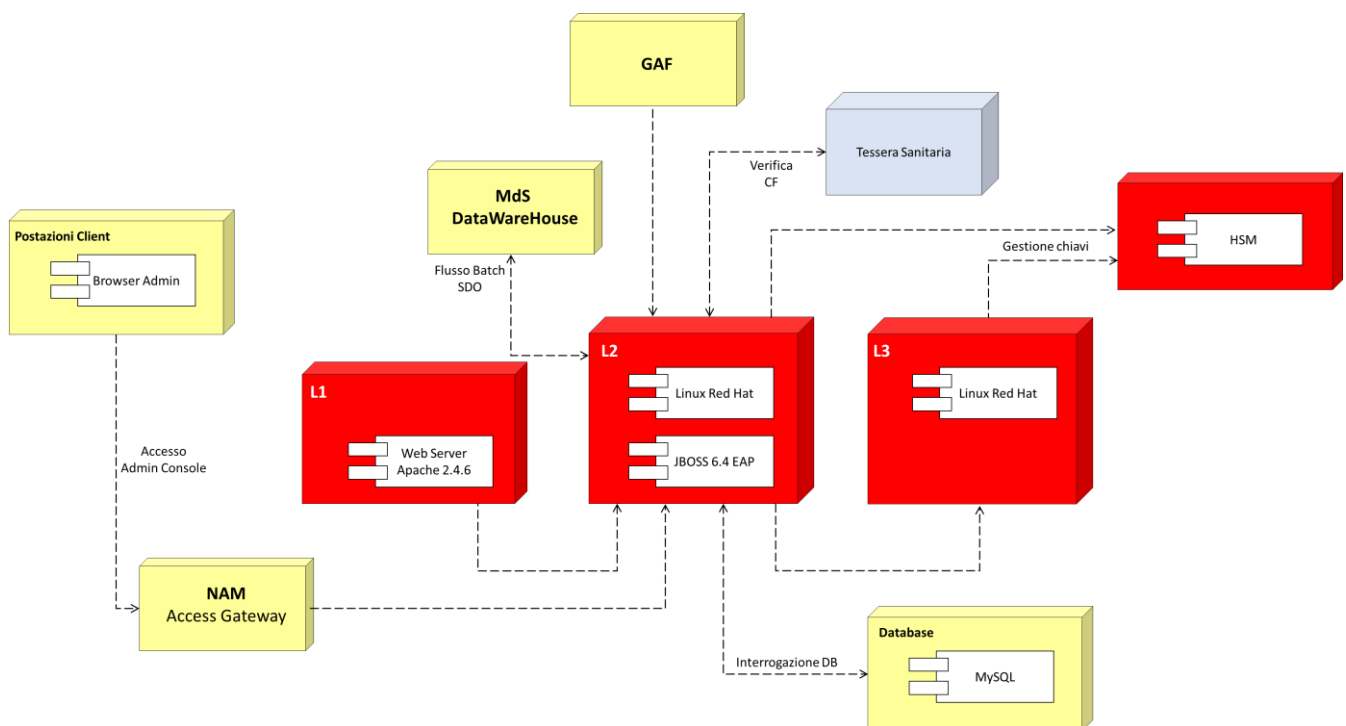 GAF
Tessera Sanitaria
Verifica
CF
MdS
DataWareHouse
HSM
Postazioni Client
Browser Admin
Gestione chiavi
Flusso Batch
SDO
L1
Web Server
Apache 2.4.6
L2
Linux Red Hat
JBOSS 6.4 EAP
L3
Linux Red Hat
Accesso
Admin Console
NAM
Access Gateway
Database
MySQL
Interrogazione DB